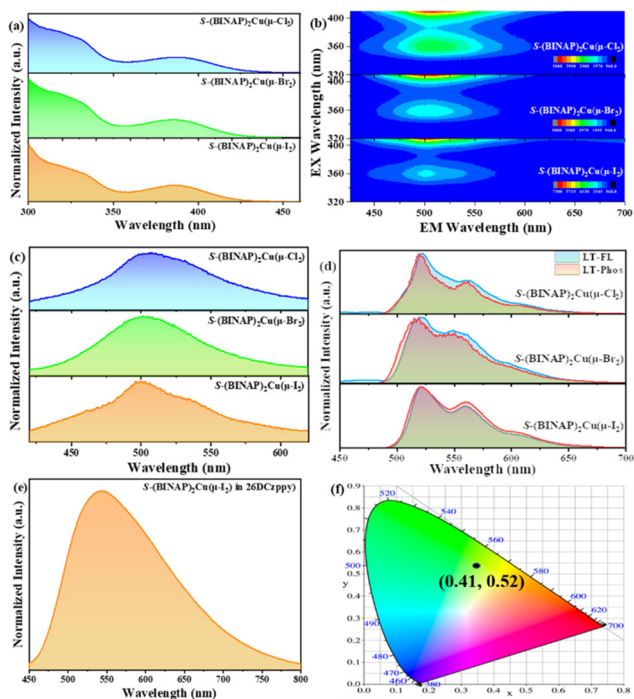 (a)
S-(BINAP)₂Cu(μ-Cl₂)
S-(BINAP)₂Cu(μ-Br₂)
S-(BINAP)₂Cu(μ-I₂)
Normalized Intensity (a.u.)
300 350 400 450
Wavelength (nm)
(b)
S-(BINAP)₂Cu(μ-Cl₂)
S-(BINAP)₂Cu(μ-Br₂)
S-(BINAP)₂Cu(μ-I₂)
EX Wavelength (nm)
400
360
320
400
360
320
400
360
320
450 500 550 600 650 700
EM Wavelength (nm)
(c)
S-(BINAP)₂Cu(μ-Cl₂)
S-(BINAP)₂Cu(μ-Br₂)
S-(BINAP)₂Cu(μ-I₂)
Normalized Intensity (a.u.)
450 500 550 600
Wavelength (nm)
(d)
LT-FL
LT-Phos
S-(BINAP)₂Cu(μ-Cl₂)
S-(BINAP)₂Cu(μ-Br₂)
S-(BINAP)₂Cu(μ-I₂)
Normalized Intensity (a.u.)
450 500 550 600 650 700
Wavelength (nm)
(e)
S-(BINAP)₂Cu(μ-I₂) in 26DCzppy
Normalized Intensity (a.u.)
450 500 550 600 650 700 750 800
Wavelength (nm)
(f)
0.9
0.8
0.7
0.6
0.5
y
0.4
0.3
0.2
0.1
0.0
520
540
560
500
580
(0.41, 0.52)
600
620
700
490
480
470
460
380
0.0 0.1 0.2 0.3 0.4 0.5 0.6 0.7 0.8